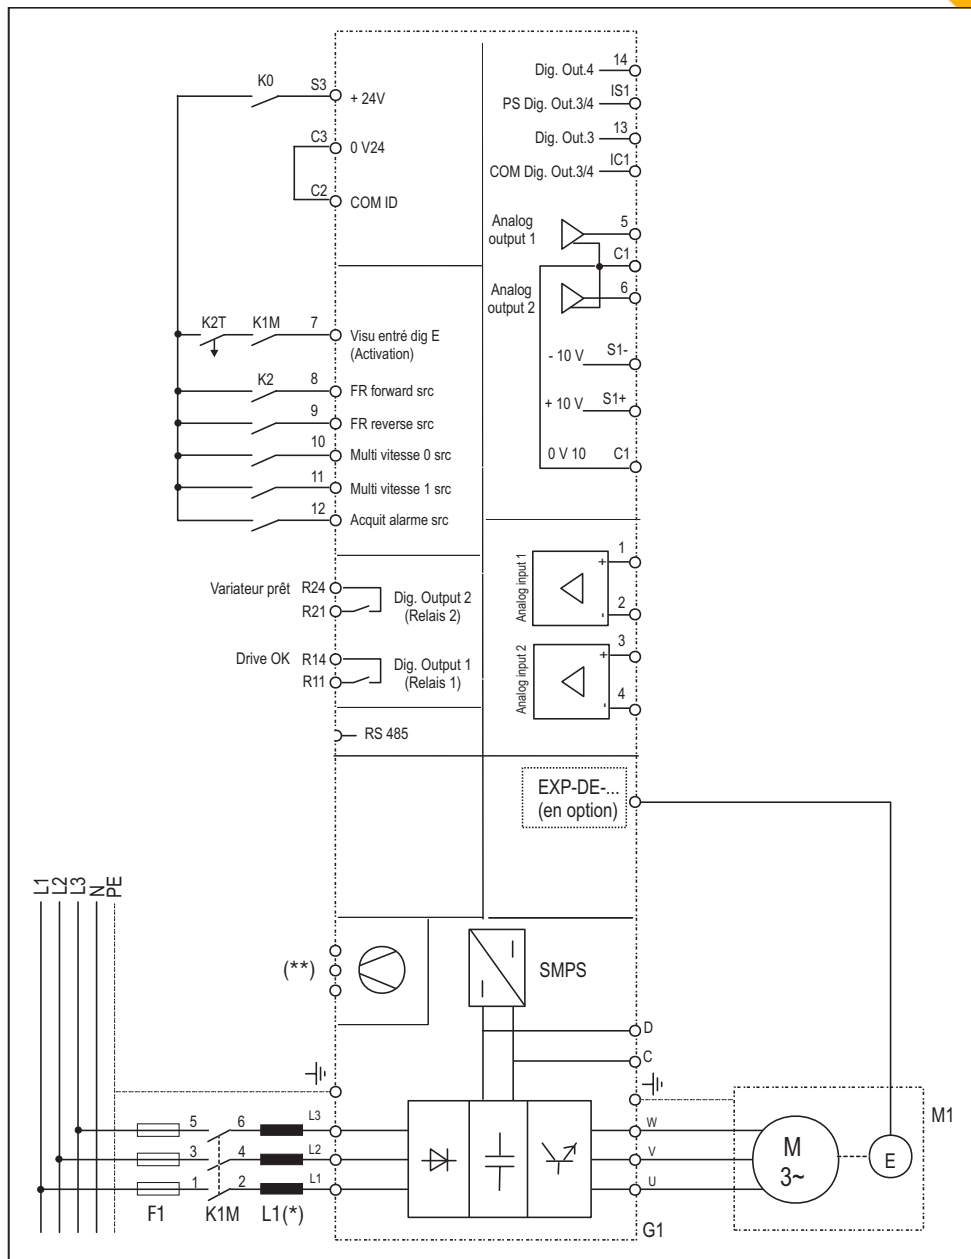 K0 S3 + 24V
C3 0 V24
C2 COM ID
K2T K1M 7 Visu entré dig E
(Activation)
K2 8 FR forward src
9 FR reverse src
10 Multi vitesse 0 src
11 Multi vitesse 1 src
12 Acquit alarme src
Variateur prêt R24
R21
Dig. Output 2
(Relais 2)
Drive OK R14
R11
Dig. Output 1
(Relais 1)
RS 485
Dig. Out.4 14
PS Dig. Out.3/4 IS1
Dig. Out.3 13
COM Dig. Out.3/4 IC1
Analog
output 1
5
C1
Analog
output 2
6
- 10 V S1-
+ 10 V S1+
0 V 10 C1
Analog input 1
+ 1
- 2
Analog input 2
+ 3
- 4
EXP-DE-...
(en option)
L1
L2
L3
N
PE
(**)
SMPS
D
C
5 6 L3
3 4 L2
1 2 L1
F1 K1M L1(*)
W
V
U
G1
M
3~
E
M1